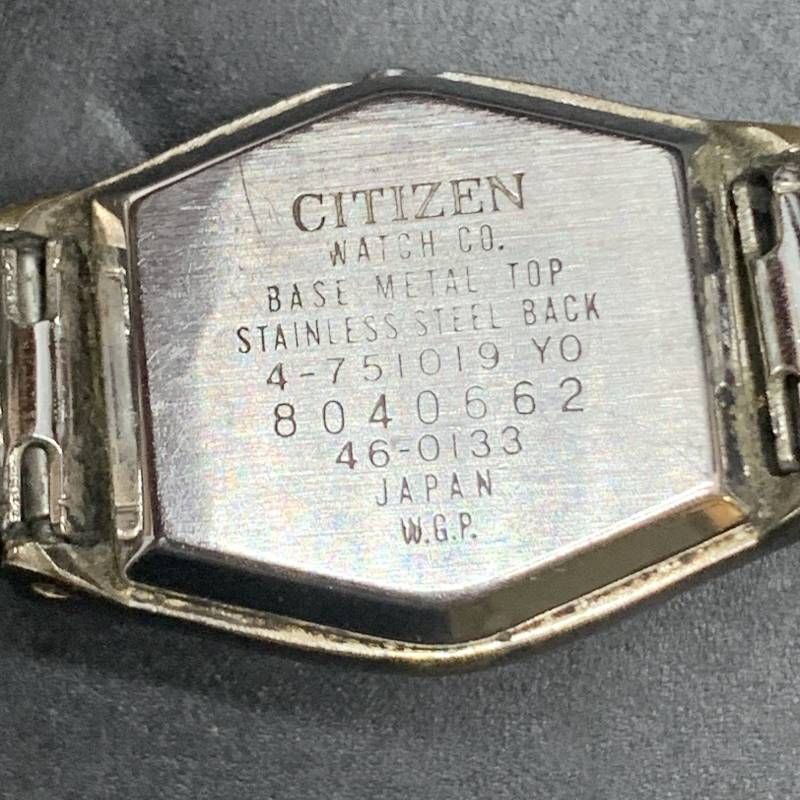 CITIZEN
WATCH CO.
BASE METAL TOP
STAINLESS STEEL BACK
4-751019 YO
8040662
46-0133
JAPAN
W.G.P.